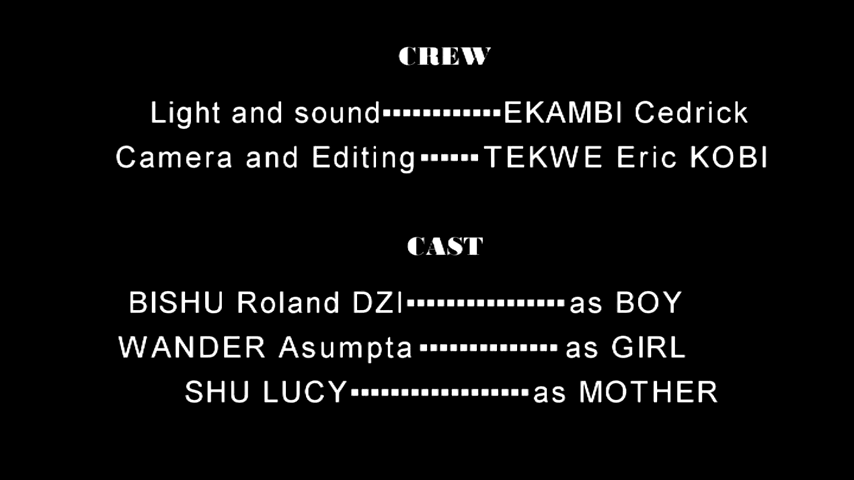 CREW
Light and sound............EKAMBI Cedrick
Camera and Editing......TEKWE Eric KOBI
CAST
BISHU Roland DZI................as BOY
WANDER Asumpta..............as GIRL
SHU LUCY..................as MOTHER